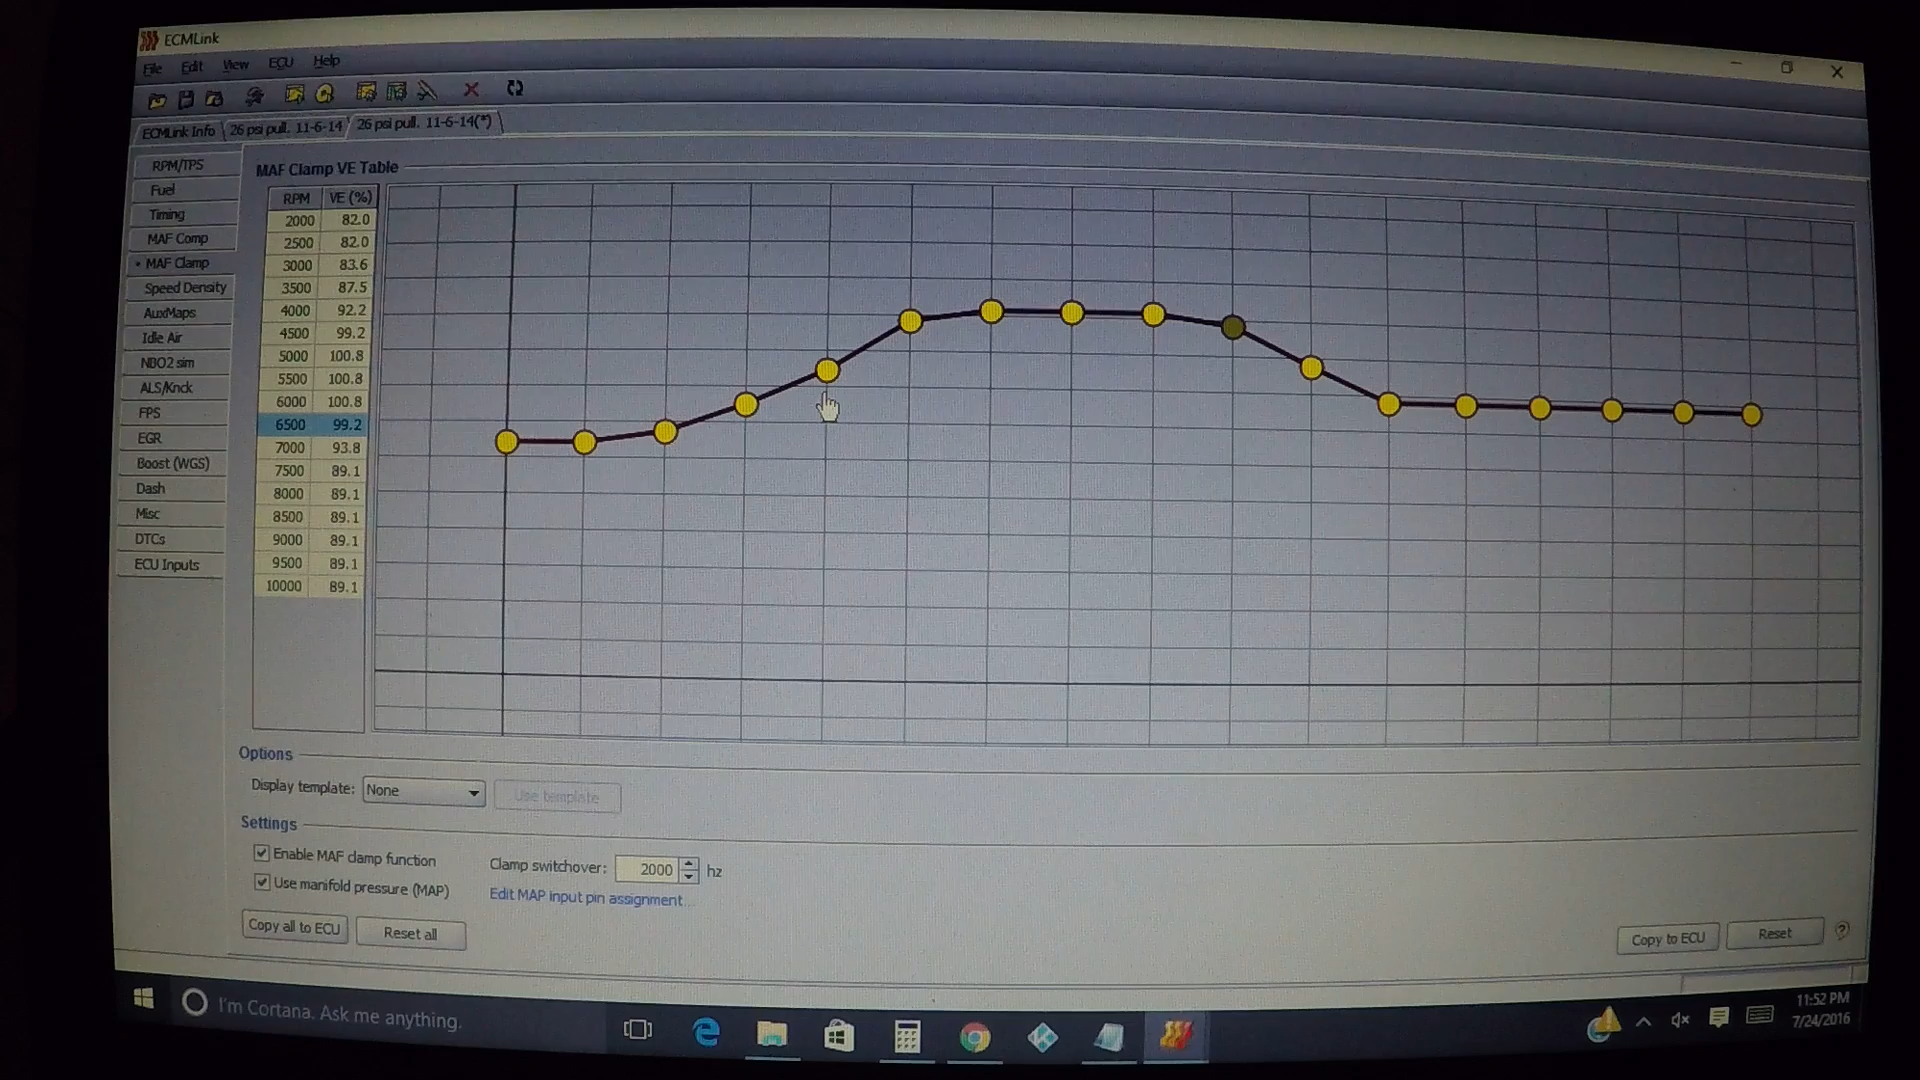 ECMLink
File Edit View ECU Help
ECMLink Info 26 psi pull. 11-6-14 26 psi pull. 11-6-14(*)
RPM/TPS
Fuel
Timing
MAF Comp
• MAF Clamp
Speed Density
AuxMaps
Idle Air
NBO2 sim
ALS/Knck
FPS
EGR
Boost (WGS)
Dash
Misc
DTCs
ECU Inputs
MAF Clamp VE Table
RPM VE (%)
2000 82.0
2500 82.0
3000 83.6
3500 87.5
4000 92.2
4500 99.2
5000 100.8
5500 100.8
6000 100.8
6500 99.2
7000 93.8
7500 89.1
8000 89.1
8500 89.1
9000 89.1
9500 89.1
10000 89.1
Options
Display template: None Use template
Settings
Enable MAF clamp function
Clamp switchover: 2000 hz
Use manifold pressure (MAP)
Edit MAP input pin assignment...
Copy all to ECU Reset all
Copy to ECU Reset ?
I'm Cortana. Ask me anything.
11:52 PM
7/24/2016